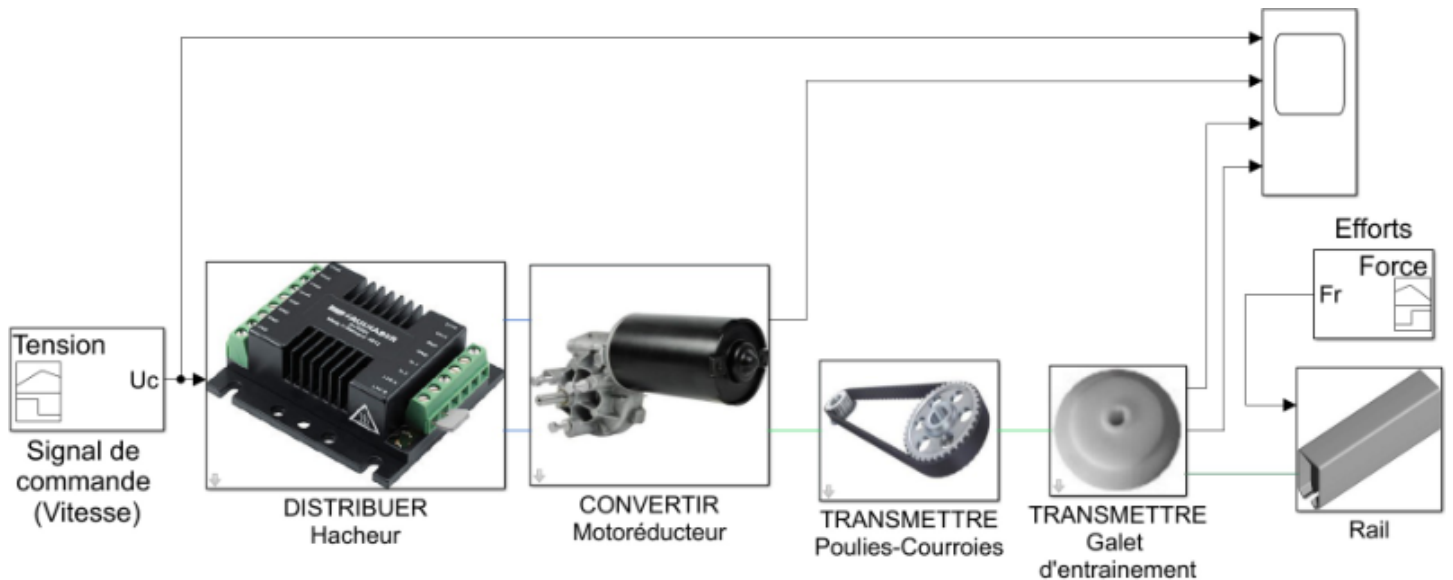 Efforts
Force
Fr
Tension
Uc
Signal de
commande
(Vitesse)
DISTRIBUER
Hacheur
CONVERTIR
Motoréducteur
TRANSMETTRE
Poulies-Courroies
TRANSMETTRE
Galet
d'entrainement
Rail